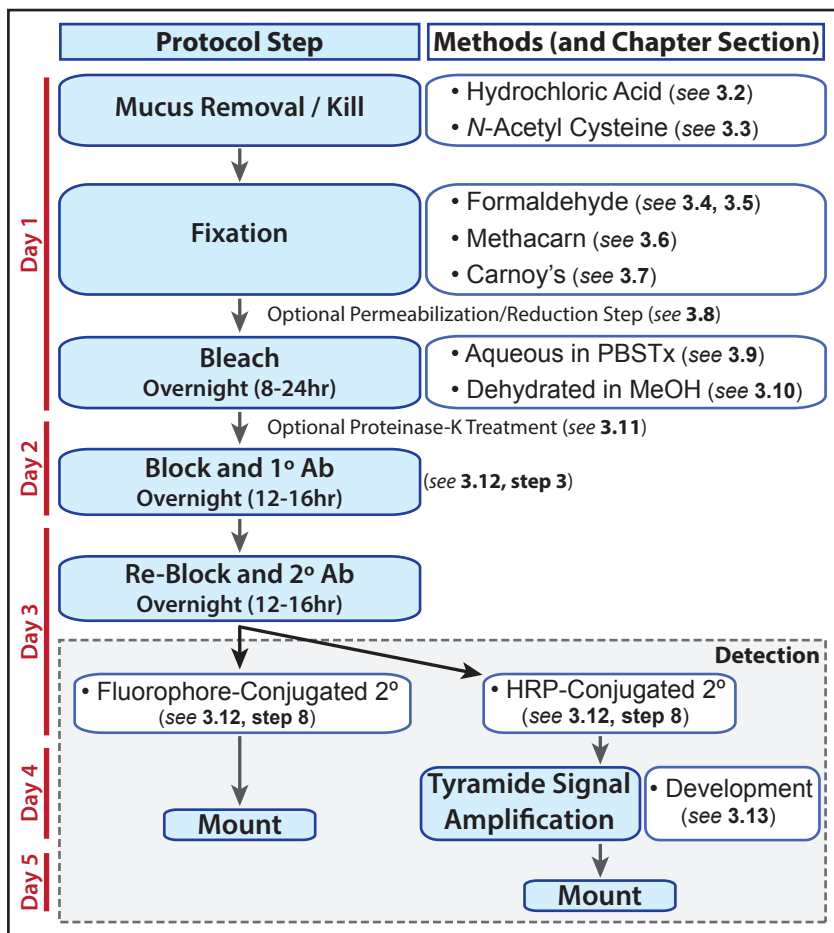 Protocol Step
Methods (and Chapter Section)
Day 1
Mucus Removal / Kill
• Hydrochloric Acid (see 3.2)
• N-Acetyl Cysteine (see 3.3)
Fixation
• Formaldehyde (see 3.4, 3.5)
• Methacarn (see 3.6)
• Carnoy's (see 3.7)
Optional Permeabilization/Reduction Step (see 3.8)
Bleach
Overnight (8-24hr)
• Aqueous in PBSTx (see 3.9)
• Dehydrated in MeOH (see 3.10)
Optional Proteinase-K Treatment (see 3.11)
Day 2
Block and 1º Ab
Overnight (12-16hr)
(see 3.12, step 3)
Day 3
Re-Block and 2º Ab
Overnight (12-16hr)
Detection
• Fluorophore-Conjugated 2º
(see 3.12, step 8)
• HRP-Conjugated 2º
(see 3.12, step 8)
Day 4
Mount
Tyramide Signal
Amplification
• Development
(see 3.13)
Day 5
Mount